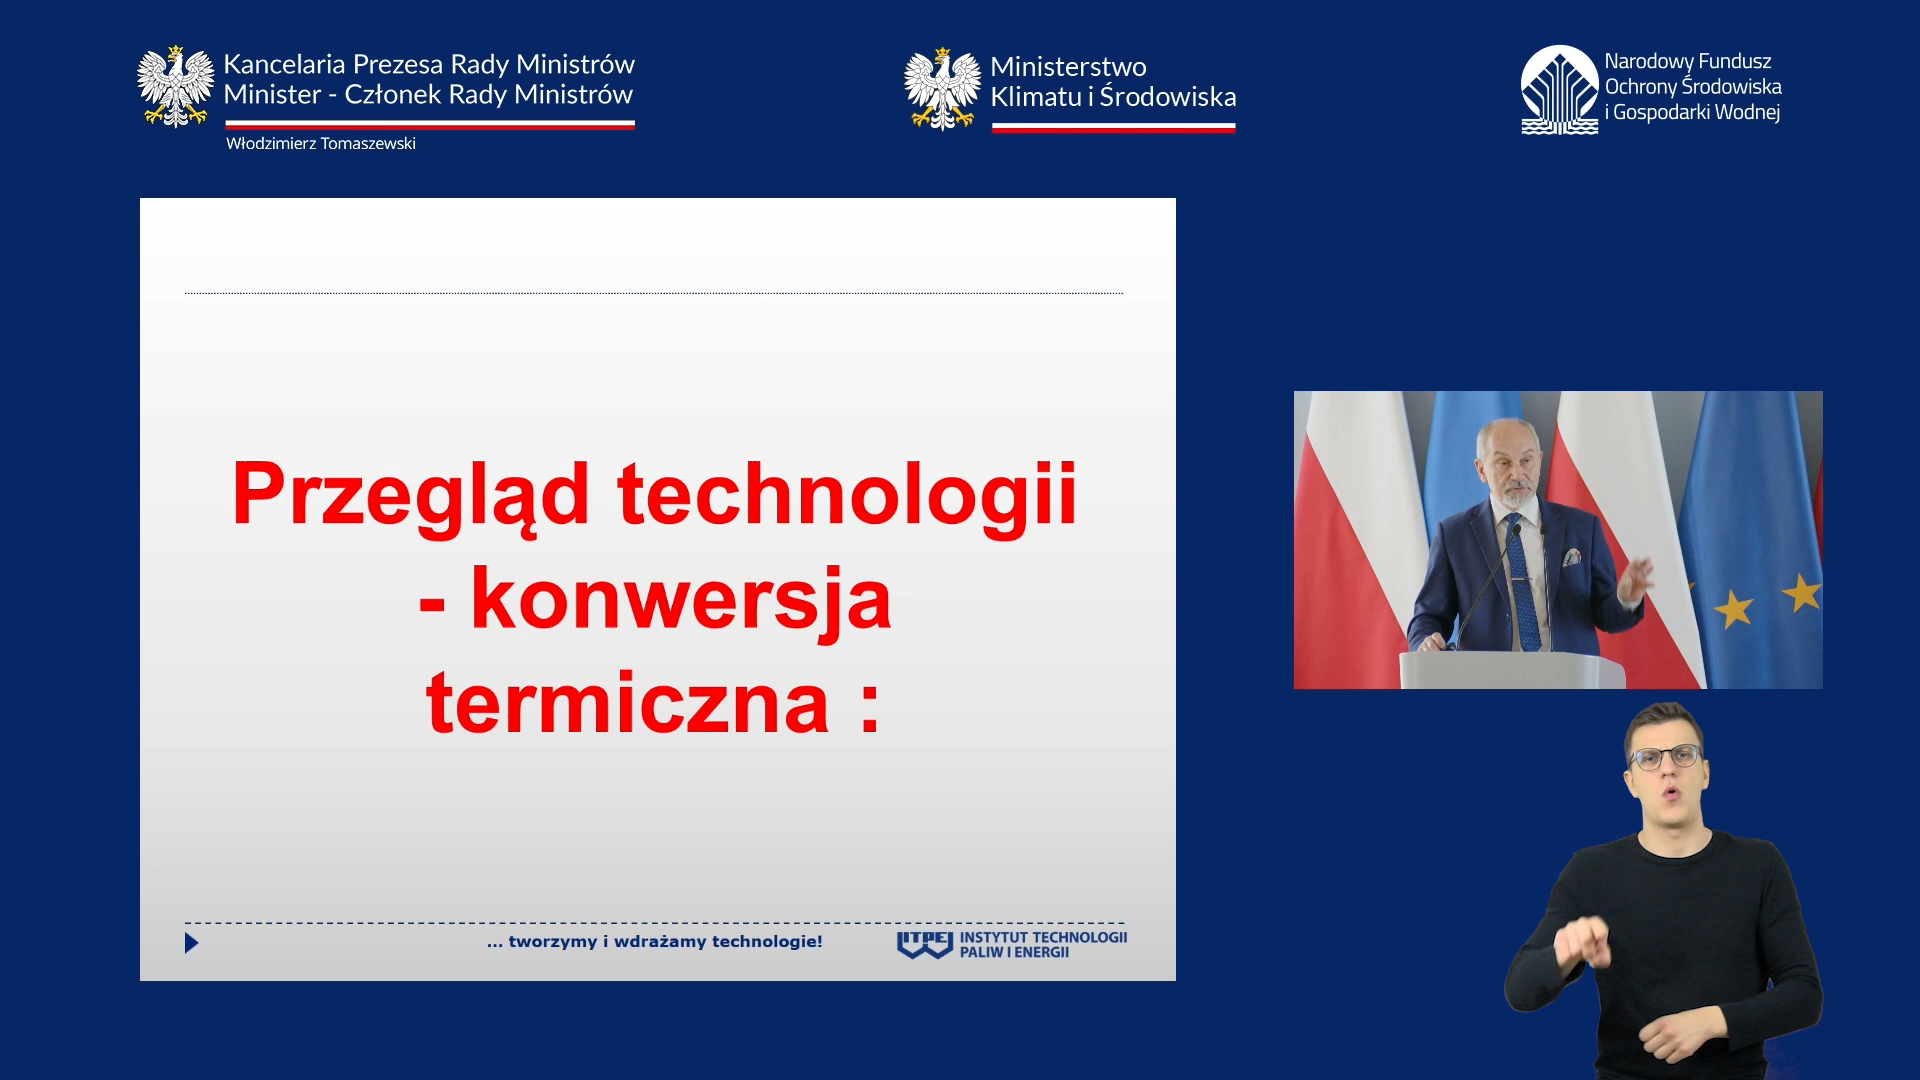 Kancelaria Prezesa Rady Ministrów
Minister - Członek Rady Ministrów
Włodzimierz Tomaszewski
Ministerstwo
Klimatu i Środowiska
Narodowy Fundusz
Ochrony Środowiska
i Gospodarki Wodnej
Przegląd technologii
- konwersja
termiczna :
... tworzymy i wdrażamy technologie!
ITPE
INSTYTUT TECHNOLOGII
PALIW I ENERGII